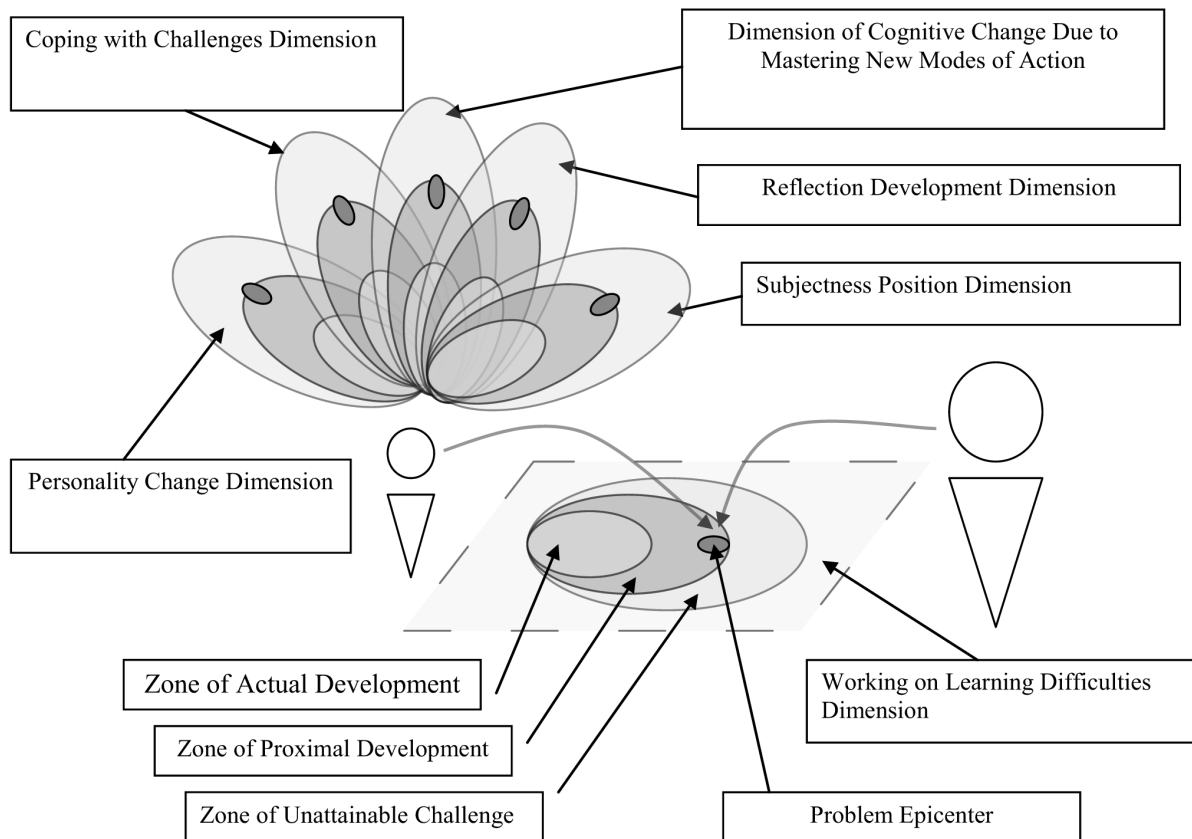 Coping with Challenges Dimension
Dimension of Cognitive Change Due to
Mastering New Modes of Action
Reflection Development Dimension
Subjectness Position Dimension
Personality Change Dimension
Zone of Actual Development
Working on Learning Difficulties
Dimension
Zone of Proximal Development
Zone of Unattainable Challenge
Problem Epicenter